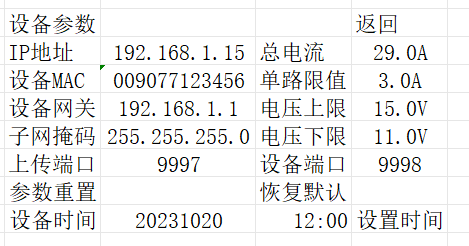 设备参数 返回
IP地址 192.168.1.15 总电流 29.0A
设备MAC 009077123456 单路限值 3.0A
设备网关 192.168.1.1 电压上限 15.0V
子网掩码 255.255.255.0 电压下限 11.0V
上传端口 9997 设备端口 9998
参数重置 恢复默认
设备时间 20231020 12:00 设置时间